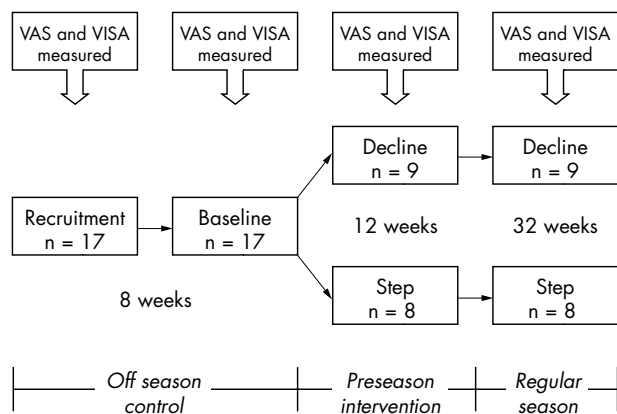 VAS and VISA
measured
VAS and VISA
measured
VAS and VISA
measured
VAS and VISA
measured
Decline
n = 9
Decline
n = 9
Recruitment
n = 17
Baseline
n = 17
12 weeks
32 weeks
8 weeks
Step
n = 8
Step
n = 8
Off season
control
Preseason
intervention
Regular
season